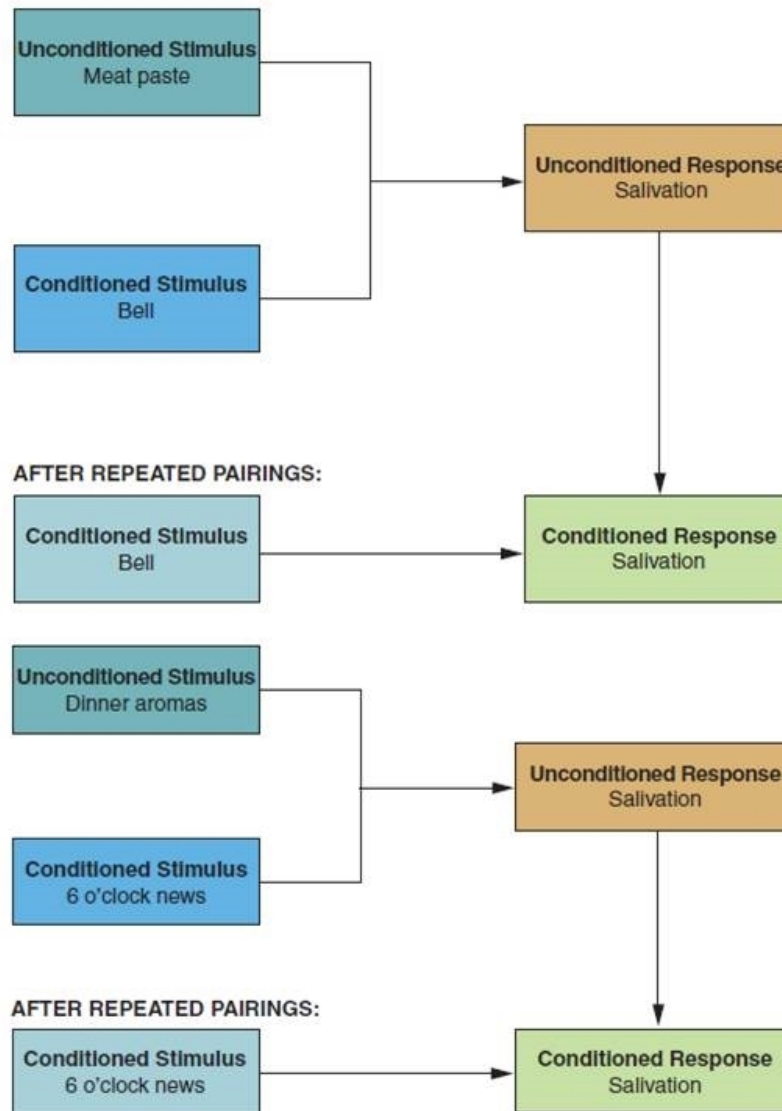 Unconditioned Stimulus
Meat paste
Unconditioned Response
Salivation
Conditioned Stimulus
Bell
AFTER REPEATED PAIRINGS:
Conditioned Stimulus
Bell
Conditioned Response
Salivation
Unconditioned Stimulus
Dinner aromas
Unconditioned Response
Salivation
Conditioned Stimulus
6 o'clock news
AFTER REPEATED PAIRINGS:
Conditioned Stimulus
6 o'clock news
Conditioned Response
Salivation